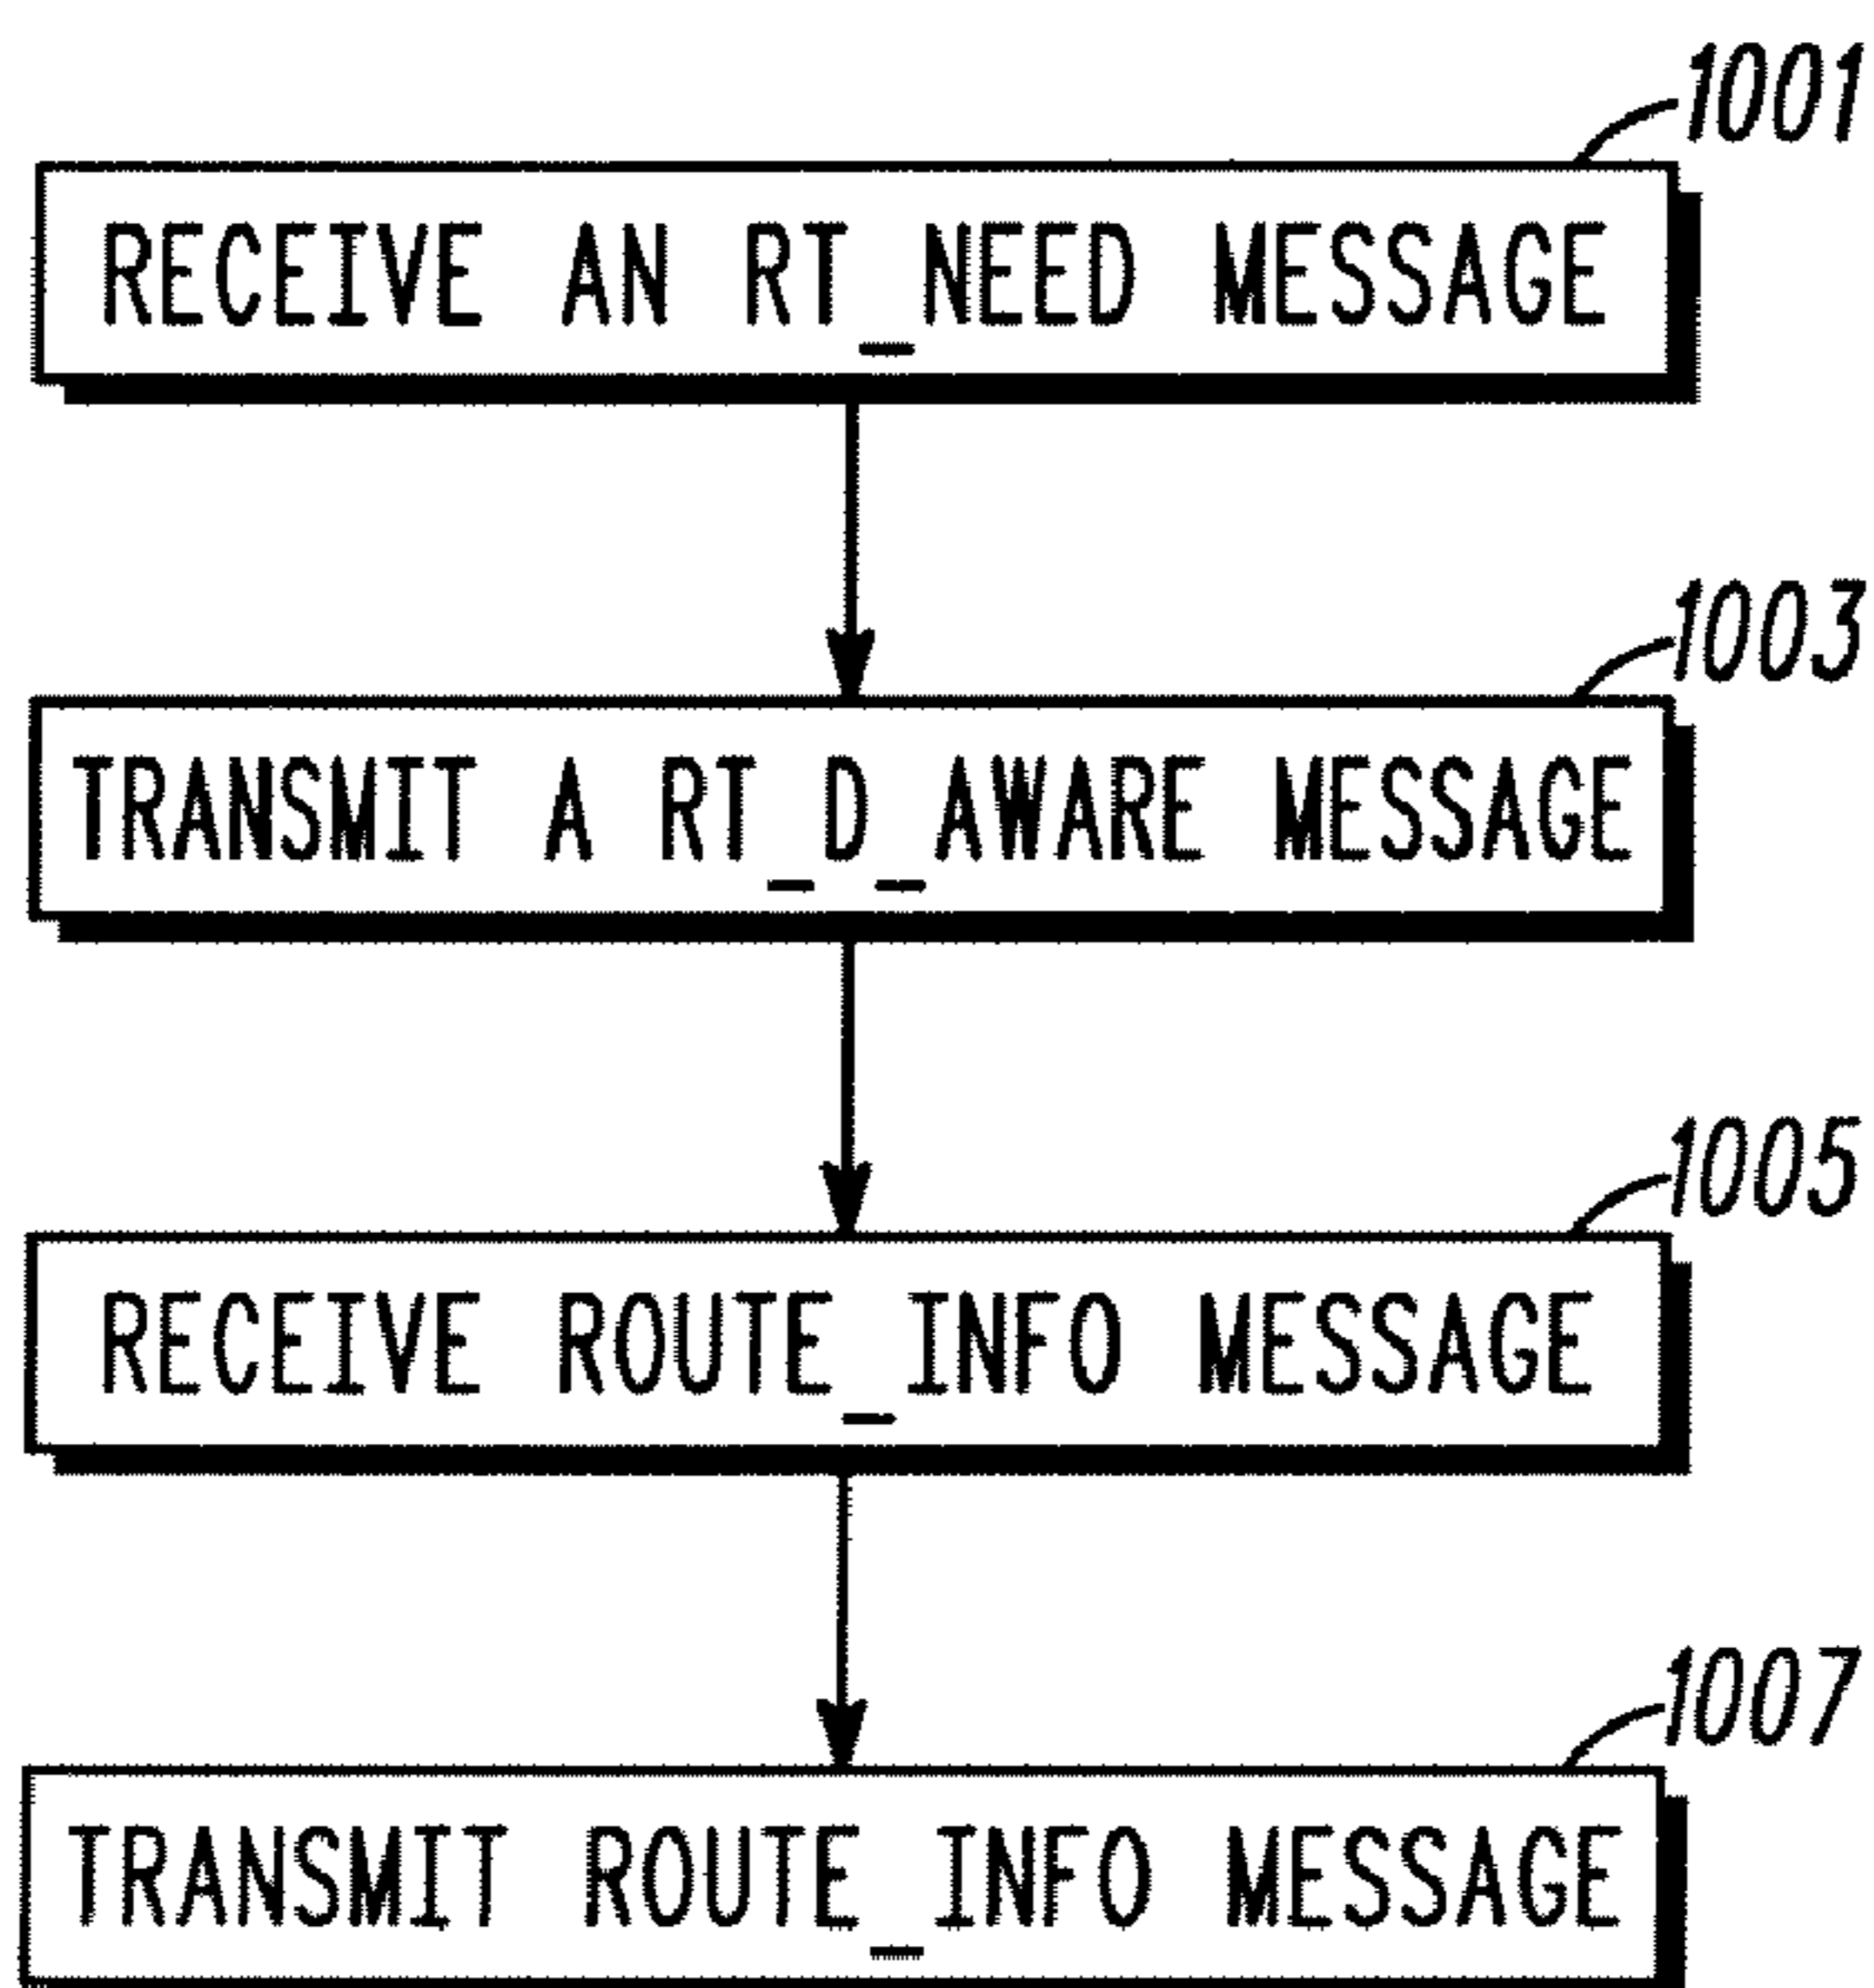 1001
RECEIVE AN RT_NEED MESSAGE
1003
TRANSMIT A RT_D_AWARE MESSAGE
1005
RECEIVE ROUTE_INFO MESSAGE
1007
TRANSMIT ROUTE_INFO MESSAGE